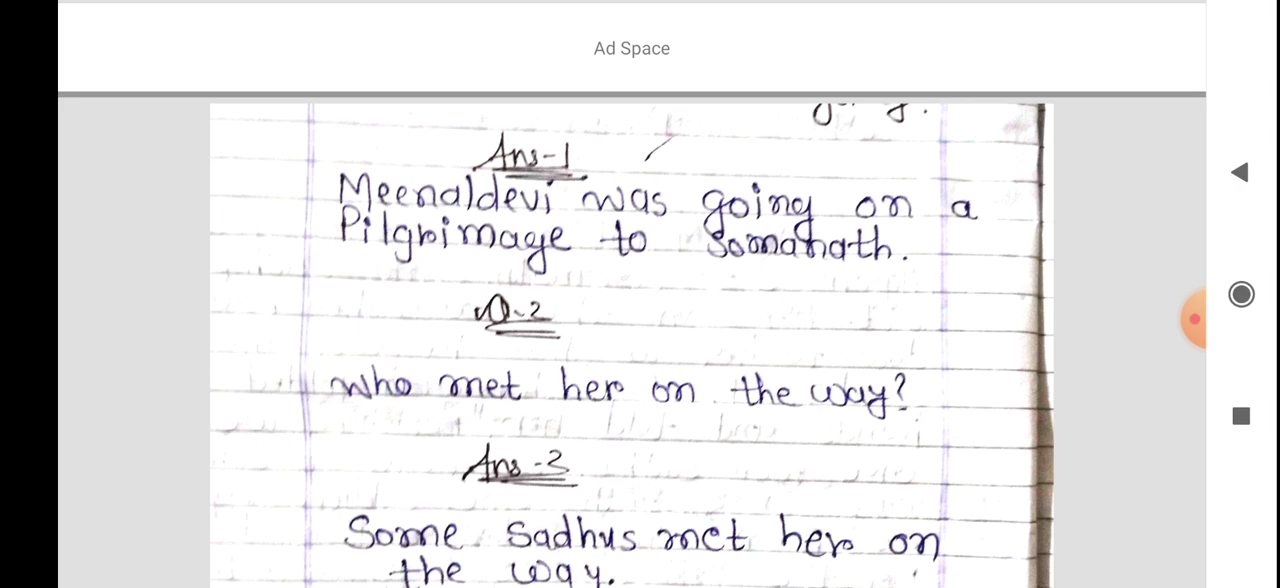 Ad Space
Ans-1
Meenaldevi was going on a
Pilgrimage to Somanath.
Q-2
Who met her on the way?
Ans-2
Some Sadhus met her on
the way.